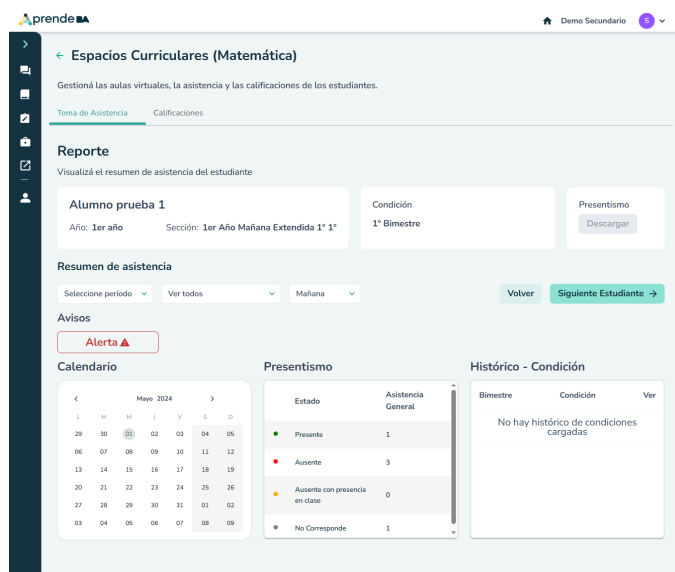 Aprende BA
Demo Secundario S
← Espacios Curriculares (Matemática)
Gestioná las aulas virtuales, la asistencia y las calificaciones de los estudiantes.
Toma de Asistencia Calificaciones
Reporte
Visualizá el resumen de asistencia del estudiante
Alumno prueba 1
Año: 1er año Sección: 1er Año Mañana Extendida 1° 1°
Condición
1° Bimestre
Presentismo
Descargar
Resumen de asistencia
Seleccione período Ver todos Mañana Volver Siguiente Estudiante →
Avisos
Alerta
Calendario
Mayo 2024
L M M J V S D
29 30 01 02 03 04 05
06 07 08 09 10 11 12
13 14 15 16 17 18 19
20 21 22 23 24 25 26
27 28 29 30 31 01 02
03 04 05 06 07 08 09
Presentismo
Estado Asistencia General
Presente 1
Ausente 3
Ausente con presencia en clase 0
No Corresponde 1
Histórico - Condición
Bimestre Condición Ver
No hay histórico de condiciones
cargadas